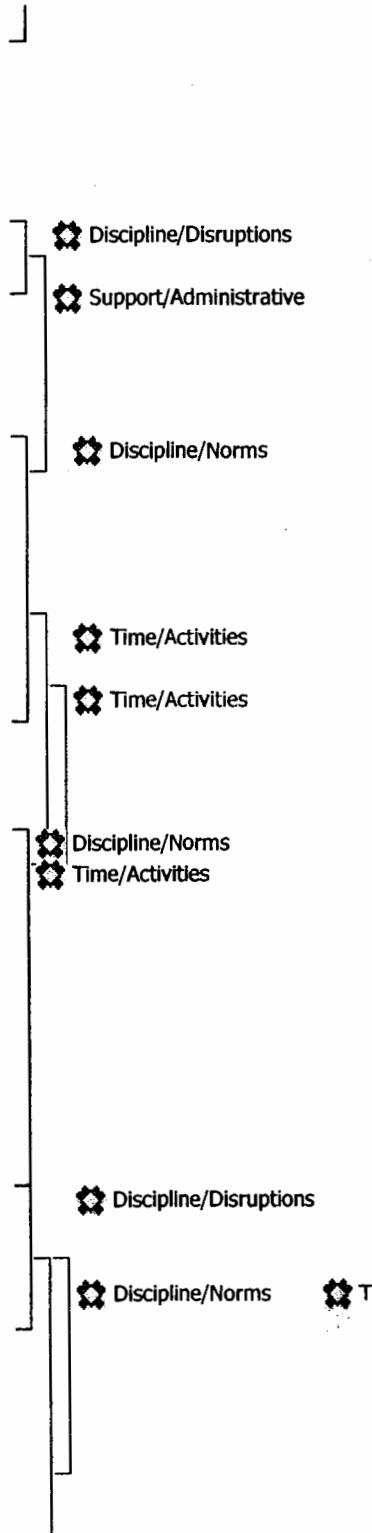 Discipline/Disruptions
Support/Administrative
Discipline/Norms
Time/Activities
Time/Activities
Discipline/Norms
Time/Activities
Discipline/Disruptions
Discipline/Norms T